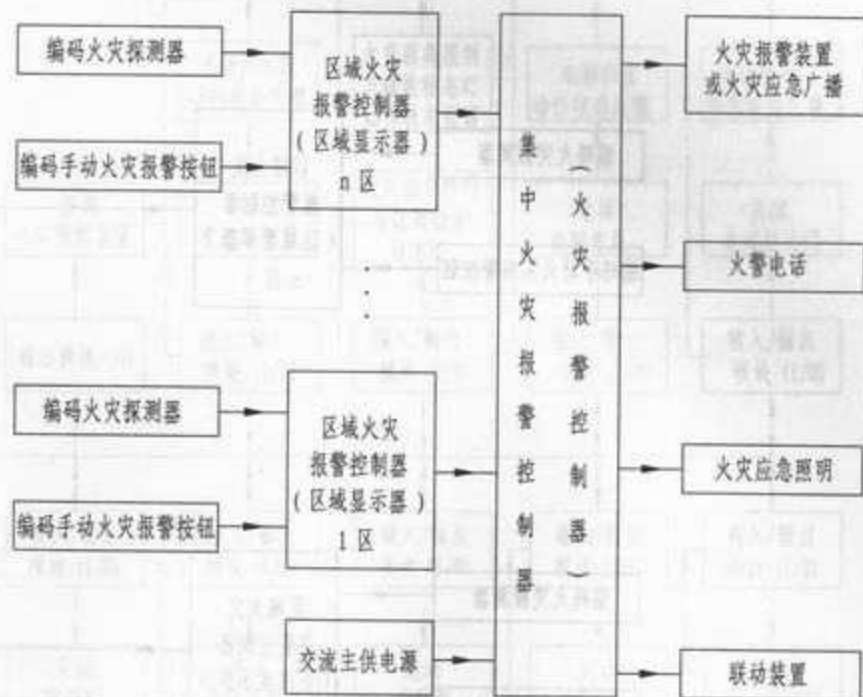 编码火灾探测器
编码手动火灾报警按钮
区域火灾
报警控制器
(区域显示器)
n区
编码火灾探测器
编码手动火灾报警按钮
区域火灾
报警控制器
(区域显示器)
1区
交流主供电源
集中火灾报警控制器
(火灾报警控制器)
火灾报警装置
或火灾应急广播
火警电话
火灾应急照明
联动装置